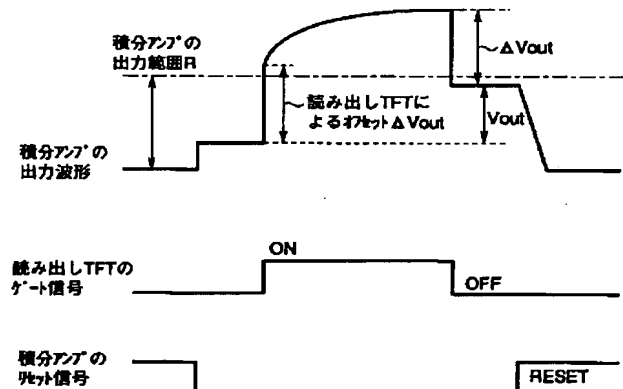 積分ｱﾝﾌﾟの
出力範囲R
ΔVout
読み出しTFTに
よるｵﾌｾｯﾄΔVout
Vout
積分ｱﾝﾌﾟの
出力波形
読み出しTFTの
ｹﾞｰﾄ信号
ON
OFF
積分ｱﾝﾌﾟの
ﾘｾｯﾄ信号
RESET